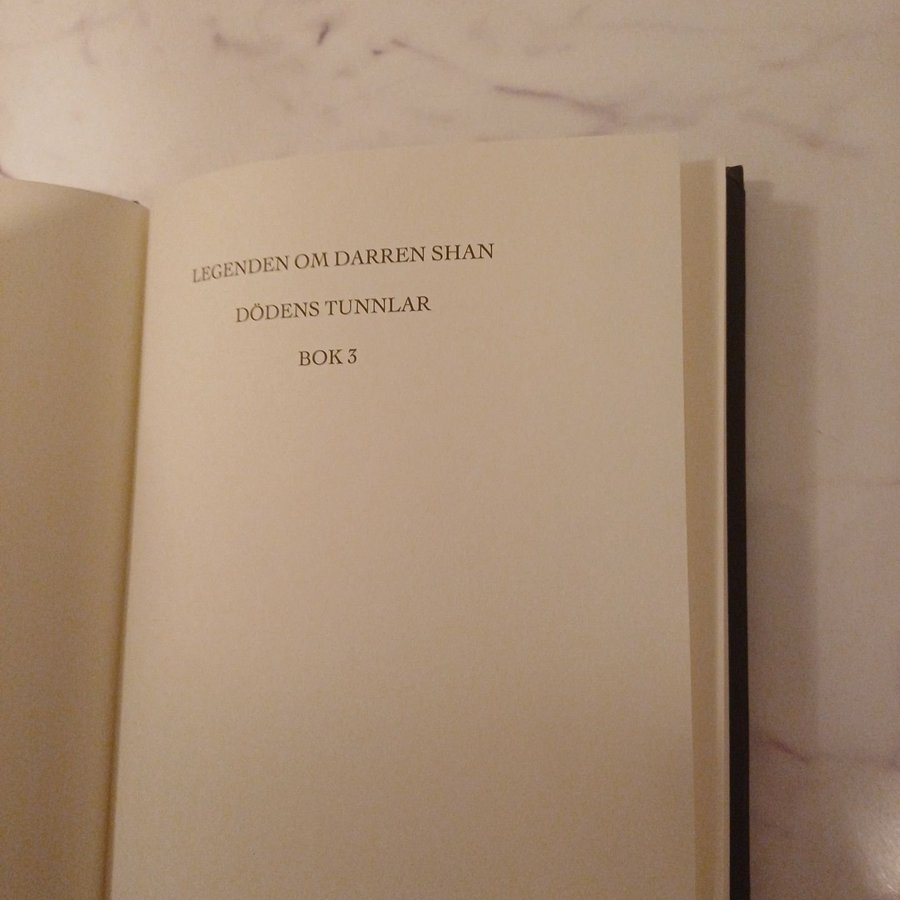 LEGENDEN OM DARREN SHAN
DÖDENS TUNNLAR
BOK 3